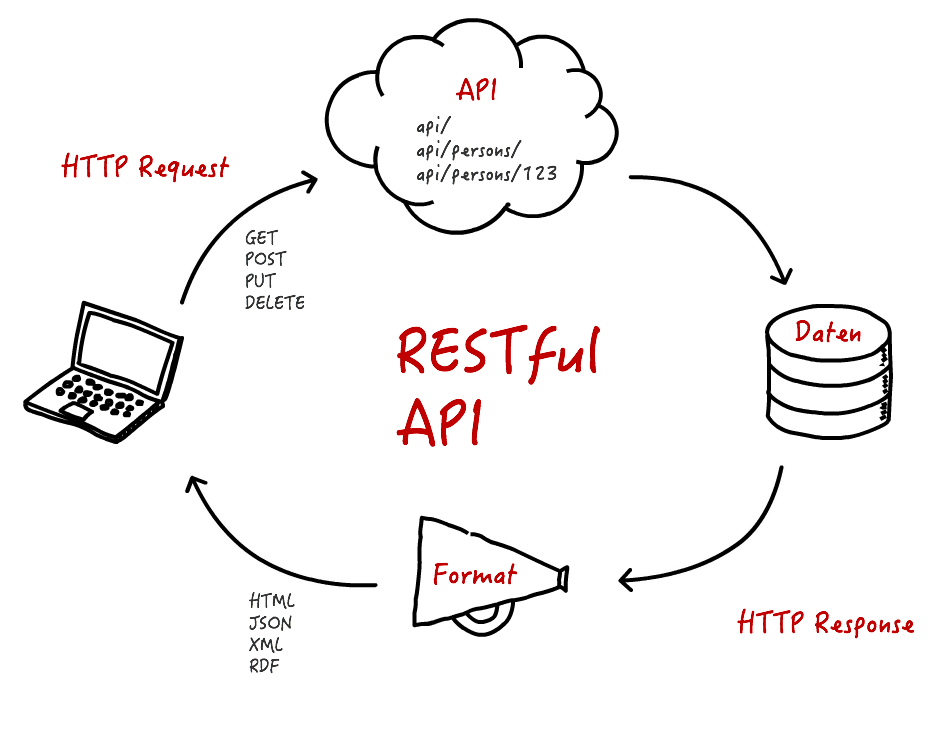 API
api/
api/persons/
api/persons/123
HTTP Request
GET
POST
PUT
DELETE
RESTful
API
Daten
Format
HTTP Response
HTML
JSON
XML
RDF